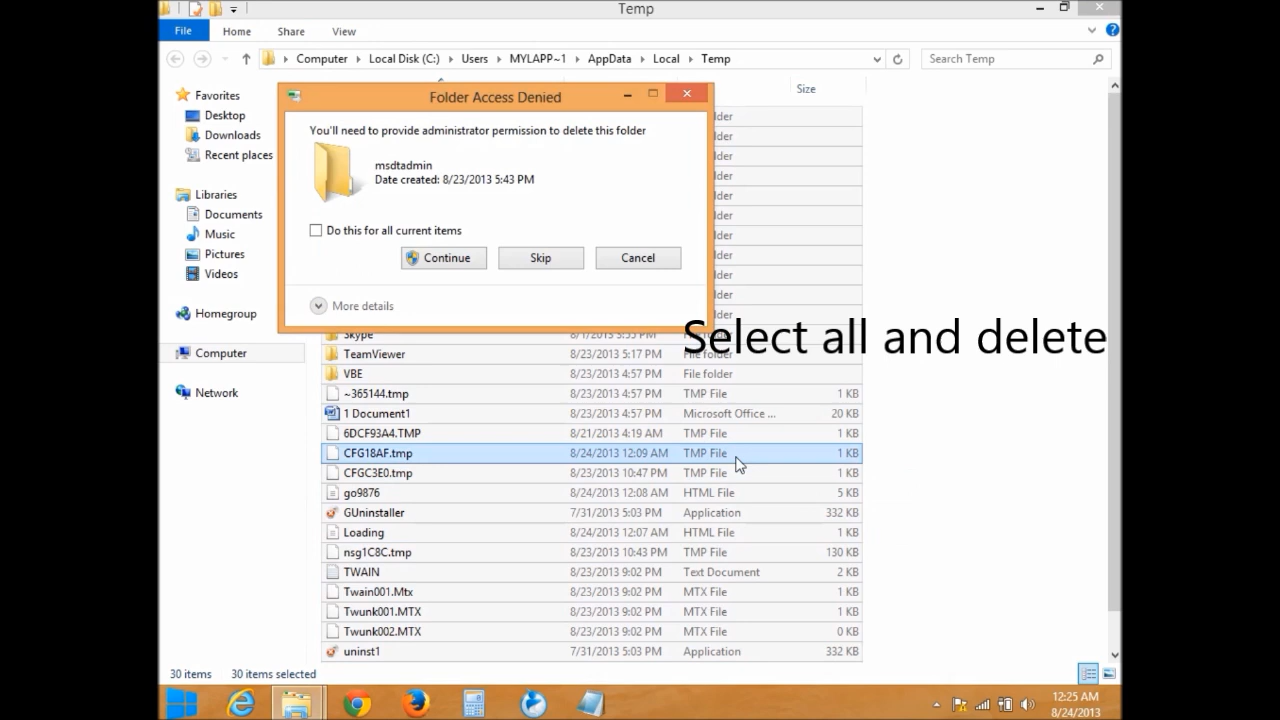 Temp
File Home Share View
Computer Local Disk (C:) Users MYLAPP~1 AppData Local Temp Search Temp
Size
Favorites
Desktop
Downloads
Recent places
Libraries
Documents
Music
Pictures
Videos
Homegroup
Computer
Network
Folder Access Denied
You'll need to provide administrator permission to delete this folder
msdtadmin
Date created: 8/23/2013 5:43 PM
Do this for all current items
Continue Skip Cancel
More details
Select all and delete
Skype 8/1/2013 3:55 PM File folder
TeamViewer 8/23/2013 5:17 PM File folder
VBE 8/23/2013 4:57 PM File folder
~365144.tmp 8/23/2013 4:57 PM TMP File 1 KB
1 Document1 8/23/2013 4:57 PM Microsoft Office ... 20 KB
6DCF93A4.TMP 8/21/2013 4:19 AM TMP File 1 KB
CFG18AF.tmp 8/24/2013 12:09 AM TMP File 1 KB
CFGC3E0.tmp 8/23/2013 10:47 PM TMP File 1 KB
go9876 8/24/2013 12:08 AM HTML File 5 KB
GUninstaller 7/31/2013 5:03 PM Application 332 KB
Loading 8/24/2013 12:07 AM HTML File 1 KB
nsg1C8C.tmp 8/23/2013 10:43 PM TMP File 130 KB
TWAIN 8/23/2013 9:02 PM Text Document 2 KB
Twain001.Mtx 8/23/2013 9:02 PM MTX File 1 KB
Twunk001.MTX 8/23/2013 9:02 PM MTX File 1 KB
Twunk002.MTX 8/23/2013 9:02 PM MTX File 0 KB
uninst1 7/31/2013 5:03 PM Application 332 KB
30 items 30 items selected
12:25 AM
8/24/2013